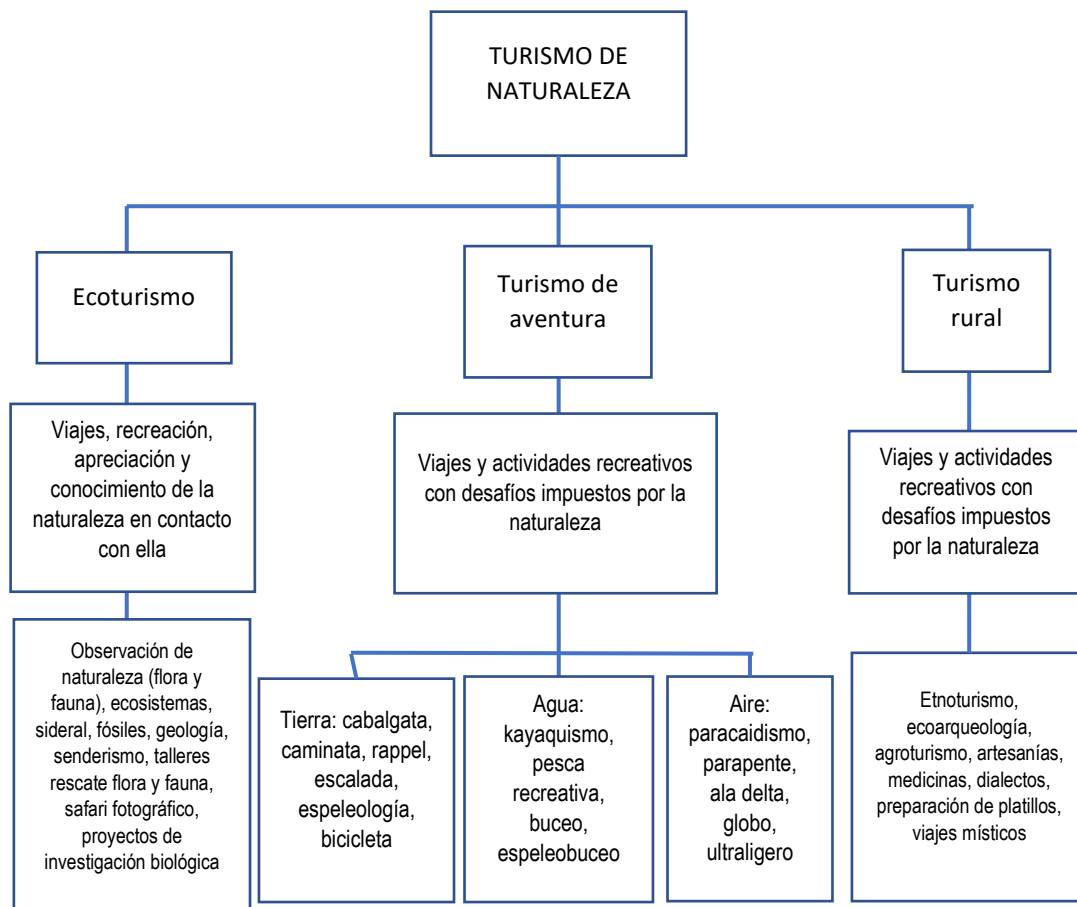 TURISMO DE
NATURALEZA
Ecoturismo
Turismo de
aventura
Turismo
rural
Viajes, recreación,
apreciación y
conocimiento de la
naturaleza en contacto
con ella
Viajes y actividades recreativos
con desafíos impuestos por la
naturaleza
Viajes y actividades
recreativos con
desafíos impuestos
por la naturaleza
Observación de
naturaleza (flora y
fauna), ecosistemas,
sideral, fósiles, geología,
senderismo, talleres
rescate flora y fauna,
safari fotográfico,
proyectos de
investigación biológica
Tierra: cabalgata,
caminata, rappel,
escalada,
espeleología,
bicicleta
Agua:
kayaquismo,
pesca
recreativa,
buceo,
espeleobuceo
Aire:
paracaidismo,
parapente,
ala delta,
globo,
ultraligero
Etnoturismo,
ecoarqueología,
agroturismo, artesanías,
medicinas, dialectos,
preparación de platillos,
viajes místicos